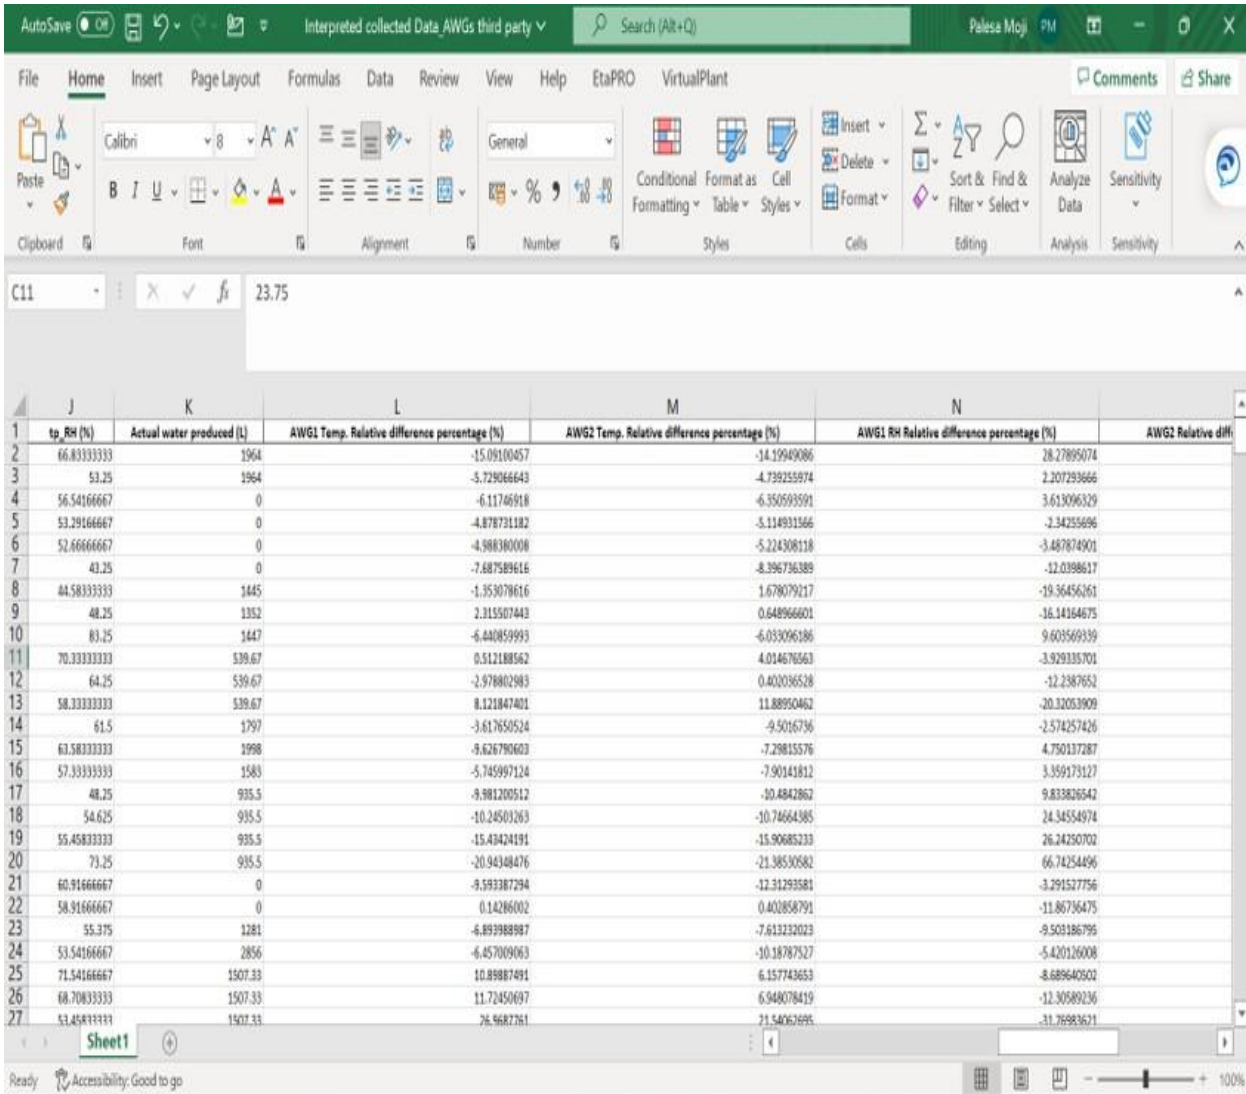 AutoSave Off Interpreted collected Data_AWGs third party Search (Alt+Q) Palesa Moji PM
File Home Insert Page Layout Formulas Data Review View Help EtaPRO VirtualPlant Comments Share
Calibri 8 General Insert
Paste B I U Conditional Format as Cell Delete Sort & Find & Analyze Sensitivity
Formatting Table Styles Format Filter Select Data
Clipboard Font Alignment Number Styles Cells Editing Analysis Sensitivity
C11 fx 23.75
J K L M N
1 tp_RH (%) Actual water produced (L) AWG1 Temp. Relative difference percentage (%) AWG2 Temp. Relative difference percentage (%) AWG1 RH Relative difference percentage (%) AWG2 Relative diff
2 66.83333333 1964 -15.09100457 -14.19949086 28.27895074
3 53.25 1964 -5.729066643 -4.739255974 2.207293666
4 56.54166667 0 -6.11746918 -6.350593591 3.613096329
5 53.29166667 0 -4.878731182 -5.114931566 -2.34255696
6 52.66666667 0 -4.988380008 -5.224308118 -3.487874901
7 43.25 0 -7.687589616 -8.396736389 -12.0398617
8 44.58333333 1445 -1.353078616 1.678079217 -19.36456261
9 48.25 1352 2.315507443 0.648966601 -16.14164675
10 83.25 1447 -6.440859993 -6.033096186 9.603569339
11 70.33333333 539.67 0.512188562 4.014676563 -3.929335701
12 64.25 539.67 -2.978802983 0.402036528 -12.2387652
13 58.33333333 539.67 8.121847401 11.88950462 -20.32053909
14 61.5 1797 -3.617650524 -9.5016736 -2.574257426
15 63.58333333 1998 -9.626790603 -7.29815576 4.750137287
16 57.33333333 1583 -5.745997124 -7.90141812 3.359173127
17 48.25 935.5 -9.981200512 -10.4842862 9.833826542
18 54.625 935.5 -10.24503263 -10.74664385 24.34554974
19 55.45833333 935.5 -15.43424191 -15.90685233 26.24250702
20 73.25 935.5 -20.94348476 -21.38530582 66.74254496
21 60.91666667 0 -9.593387294 -12.31293581 -3.291527756
22 58.91666667 0 0.14286002 0.402858791 -11.86736475
23 55.375 1281 -6.893988987 -7.613232023 -9.503186795
24 53.54166667 2856 -6.457009063 -10.18787527 -5.420126008
25 71.54166667 1507.33 10.89887491 6.157743653 -8.689640502
26 68.70833333 1507.33 11.72450697 6.948078419 -12.30589236
27 53.45833333 1507.33 26.9687761 21.54062695 -31.76983621
Sheet1
Ready Accessibility: Good to go 100%